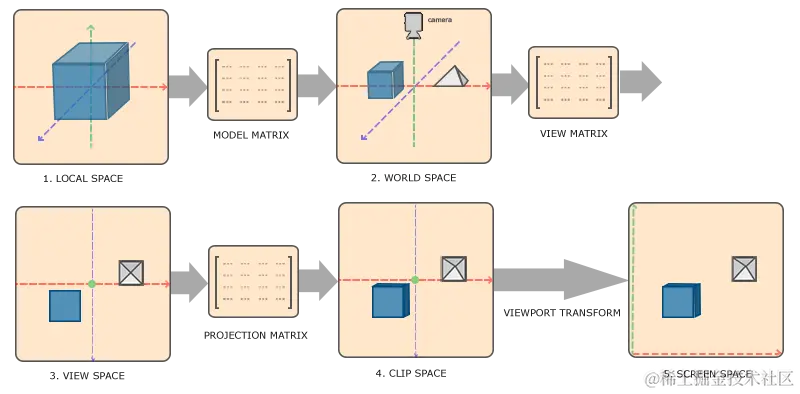 camera
MODEL MATRIX
VIEW MATRIX
1. LOCAL SPACE
2. WORLD SPACE
PROJECTION MATRIX
VIEWPORT TRANSFORM
3. VIEW SPACE
4. CLIP SPACE
5. SCREEN SPACE
@稀土掘金技术社区